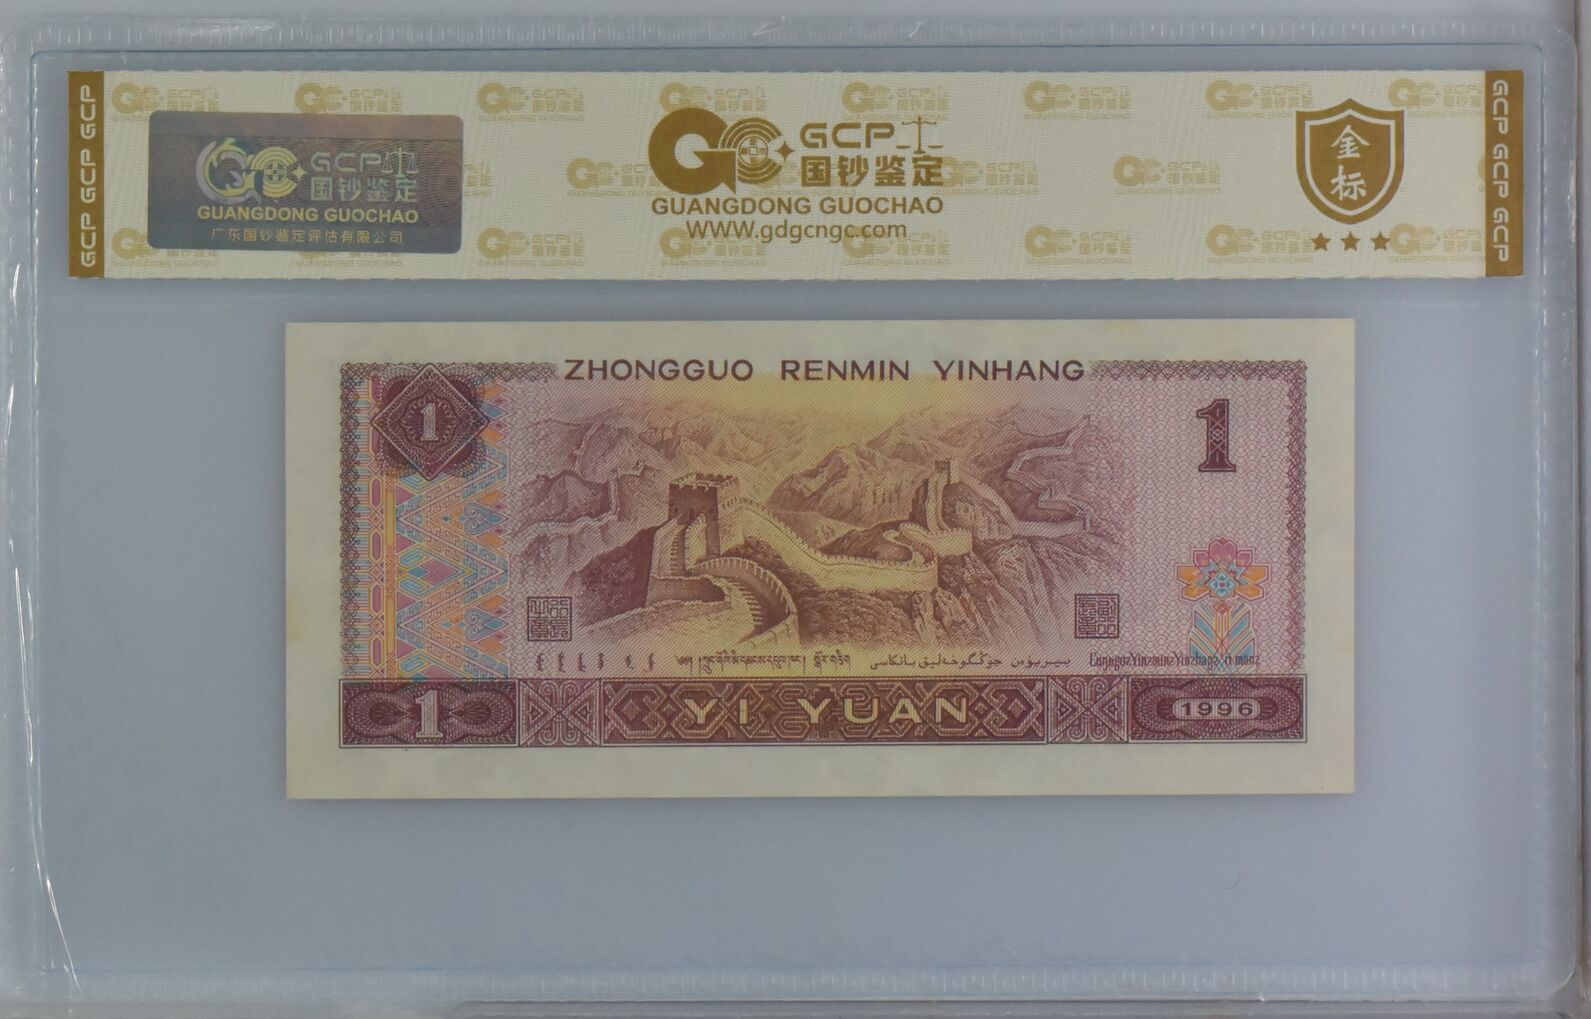 GCP GCP GCP
GCP 国钞鉴定
GUANGDONG GUOCHAO
广东国钞鉴定评估有限公司
GCP
国钞鉴定
GUANGDONG GUOCHAO
WWW.gdgcngc.com
金标
GCP GCP GCP
ZHONGGUO RENMIN YINHANG
1
1
1
YI YUAN
1996